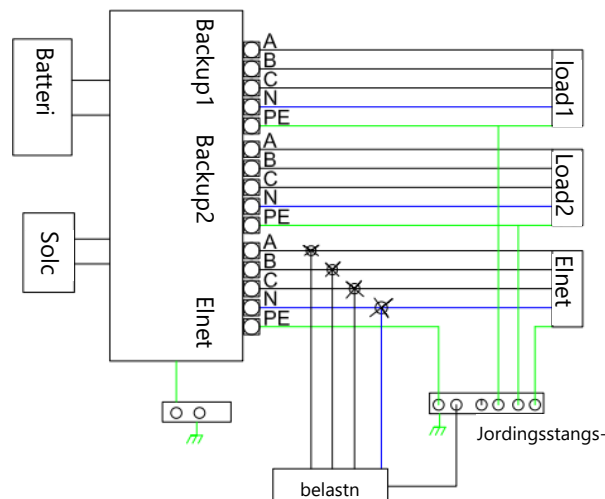 Batteri
Solc
Backup1
Backup2
Elnet
A
B
C
N
PE
A
B
C
N
PE
A
B
C
N
PE
load1
Load2
Elnet
Jordingsstangs-
belastn